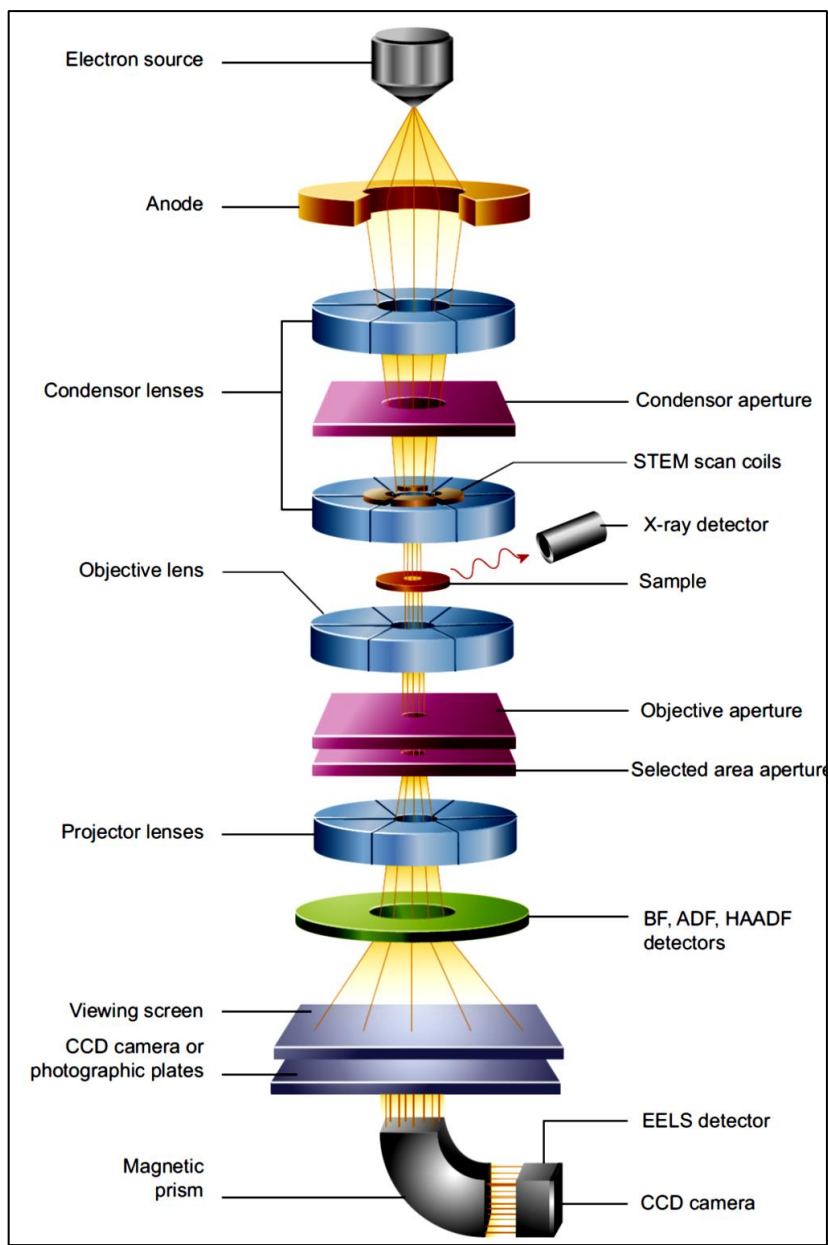 Electron source
Anode
Condensor lenses
Condensor aperture
STEM scan coils
X-ray detector
Objective lens
Sample
Objective aperture
Selected area aperture
Projector lenses
BF, ADF, HAADF
detectors
Viewing screen
CCD camera or
photographic plates
EELS detector
Magnetic
prism
CCD camera